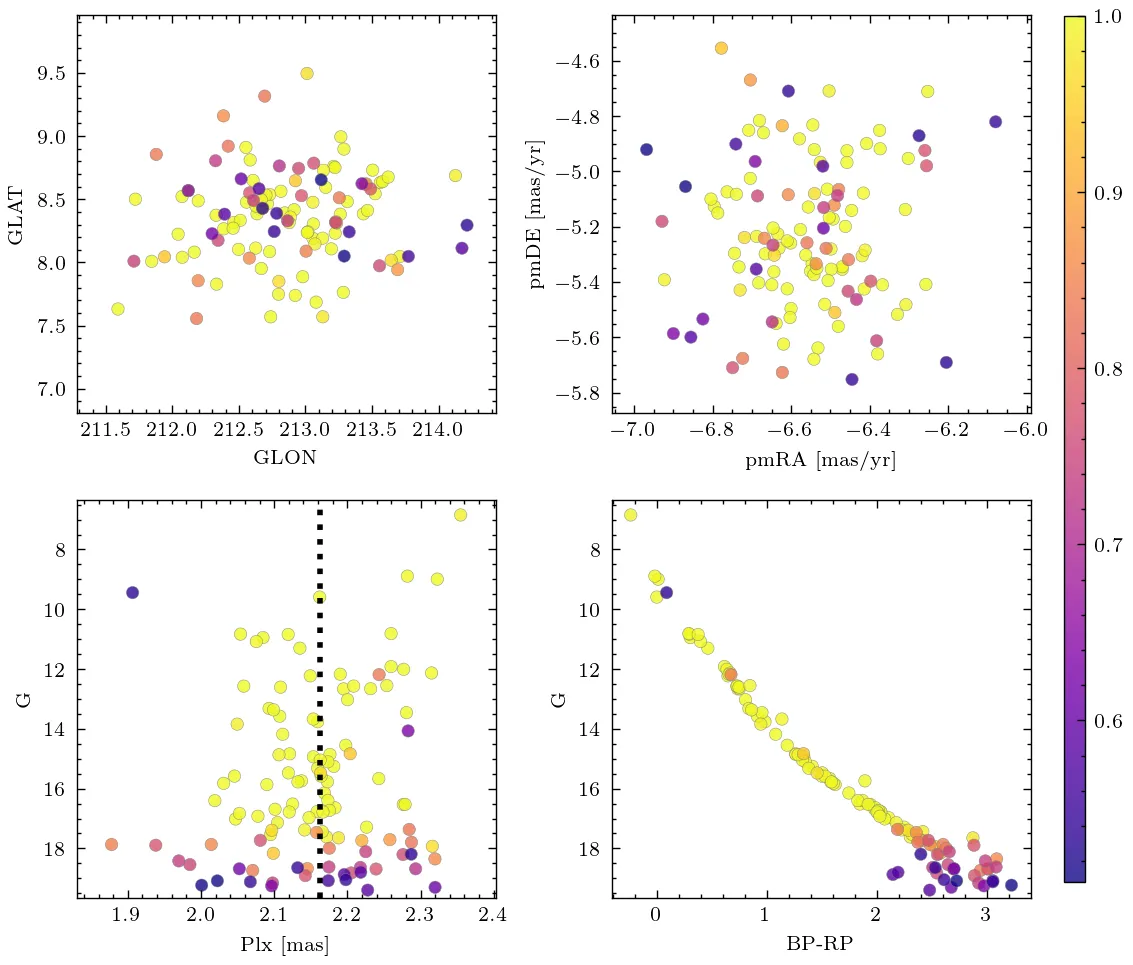 9.5
9.0
8.5
8.0
7.5
7.0
GLAT
211.5 212.0 212.5 213.0 213.5 214.0
GLON
−4.6
−4.8
−5.0
−5.2
−5.4
−5.6
−5.8
pmDE [mas/yr]
−7.0 −6.8 −6.6 −6.4 −6.2 −6.0
pmRA [mas/yr]
1.0
0.9
0.8
0.7
0.6
8
10
12
14
16
18
G
1.9 2.0 2.1 2.2 2.3 2.4
Plx [mas]
8
10
12
14
16
18
G
0 1 2 3
BP-RP